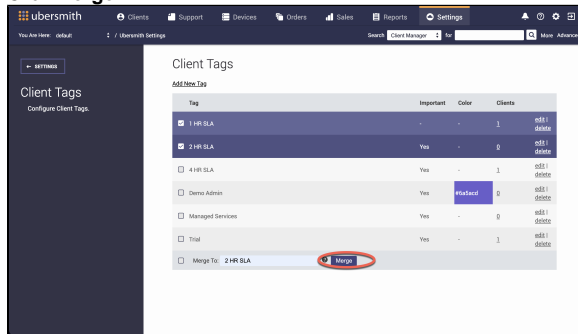 ubersmith Clients Support Devices Orders Sales Reports Settings
You Are Here: default / Ubersmith Settings Search Client Manager for More Advance
← SETTINGS
Client Tags
Configure Client Tags.
Client Tags
Add New Tag
Tag Important Color Clients
1 HR SLA - - 1 edit | delete
2 HR SLA Yes - 0 edit | delete
4 HR SLA Yes - 1 edit | delete
Demo Admin Yes #6a5acd 0 edit | delete
Managed Services Yes - 0 edit | delete
Trial Yes - 1 edit | delete
Merge To: 2 HR SLA Merge